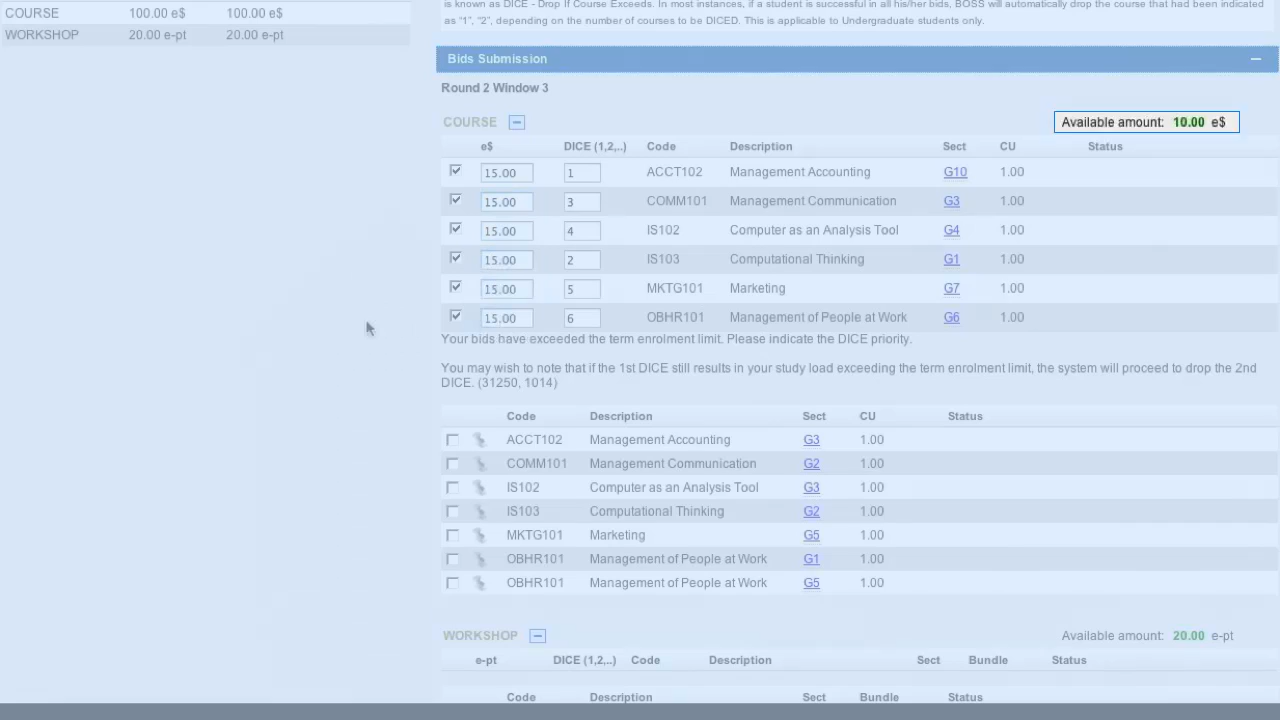 COURSE 100.00 e$ 100.00 e$
WORKSHOP 20.00 e-pt 20.00 e-pt
is known as DICE - Drop If Course Exceeds. In most instances, if a student is successful in all his/her bids, BOSS will automatically drop the course that had been indicated
as "1", "2", depending on the number of courses to be DICED. This is applicable to Undergraduate students only.
Bids Submission
Round 2 Window 3
COURSE Available amount: 10.00 e$
e$ DICE (1,2,..) Code Description Sect CU Status
15.00 1 ACCT102 Management Accounting G10 1.00
15.00 3 COMM101 Management Communication G3 1.00
15.00 4 IS102 Computer as an Analysis Tool G4 1.00
15.00 2 IS103 Computational Thinking G1 1.00
15.00 5 MKTG101 Marketing G7 1.00
15.00 6 OBHR101 Management of People at Work G6 1.00
Your bids have exceeded the term enrolment limit. Please indicate the DICE priority.
You may wish to note that if the 1st DICE still results in your study load exceeding the term enrolment limit, the system will proceed to drop the 2nd
DICE. (31250, 1014)
Code Description Sect CU Status
ACCT102 Management Accounting G3 1.00
COMM101 Management Communication G2 1.00
IS102 Computer as an Analysis Tool G3 1.00
IS103 Computational Thinking G2 1.00
MKTG101 Marketing G5 1.00
OBHR101 Management of People at Work G1 1.00
OBHR101 Management of People at Work G5 1.00
WORKSHOP Available amount: 20.00 e-pt
e-pt DICE (1,2,..) Code Description Sect Bundle Status
Code Description Sect Bundle Status